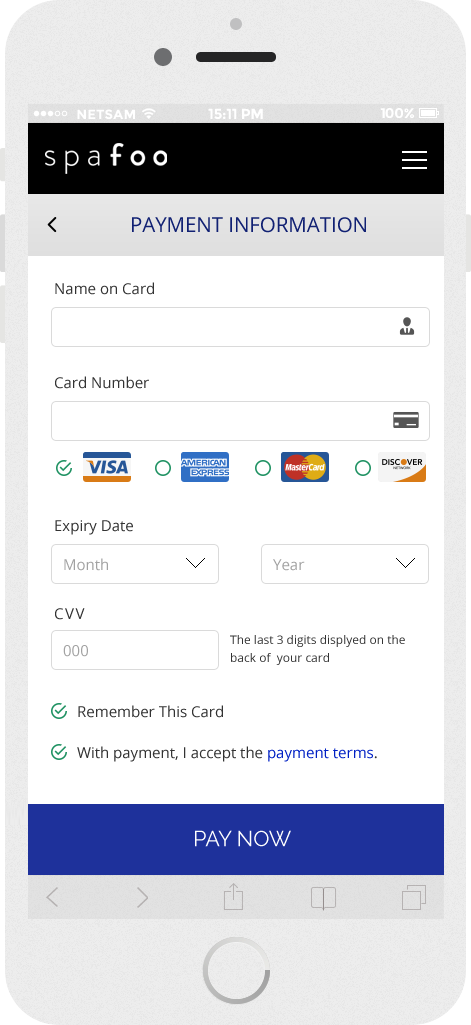 NETSAM 15:11 PM 100%
spafoo
PAYMENT INFORMATION
Name on Card
Card Number
VISA AMERICAN EXPRESS MasterCard DISCOVER NETWORK
Expiry Date
Month Year
CVV
000
The last 3 digits displyed on the
back of your card
Remember This Card
With payment, I accept the payment terms.
PAY NOW